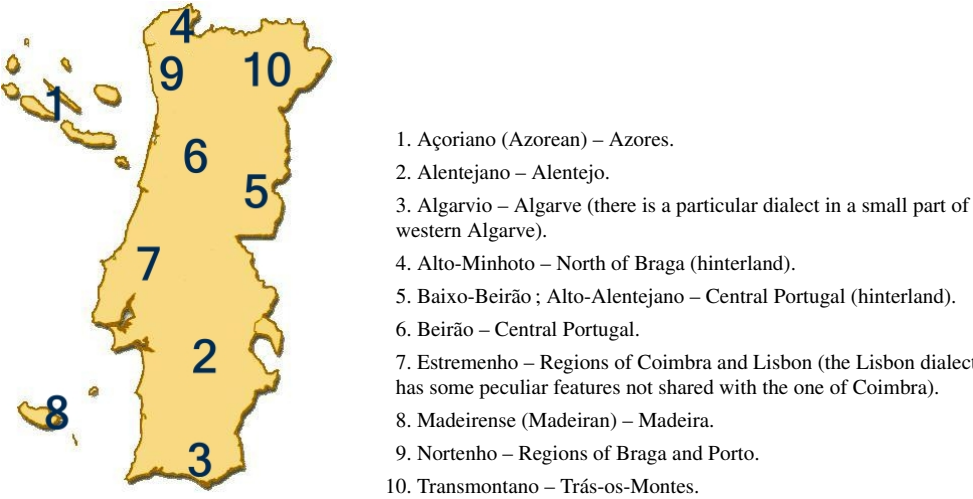 4
9
10
1
6
5
7
2
8
3
1. Açoriano (Azorean) – Azores.
2. Alentejano – Alentejo.
3. Algarvio – Algarve (there is a particular dialect in a small part of
western Algarve).
4. Alto-Minhoto – North of Braga (hinterland).
5. Baixo-Beirão ; Alto-Alentejano – Central Portugal (hinterland).
6. Beirão – Central Portugal.
7. Estremenho – Regions of Coimbra and Lisbon (the Lisbon dialect
has some peculiar features not shared with the one of Coimbra).
8. Madeirense (Madeiran) – Madeira.
9. Nortenho – Regions of Braga and Porto.
10. Transmontano – Trás-os-Montes.